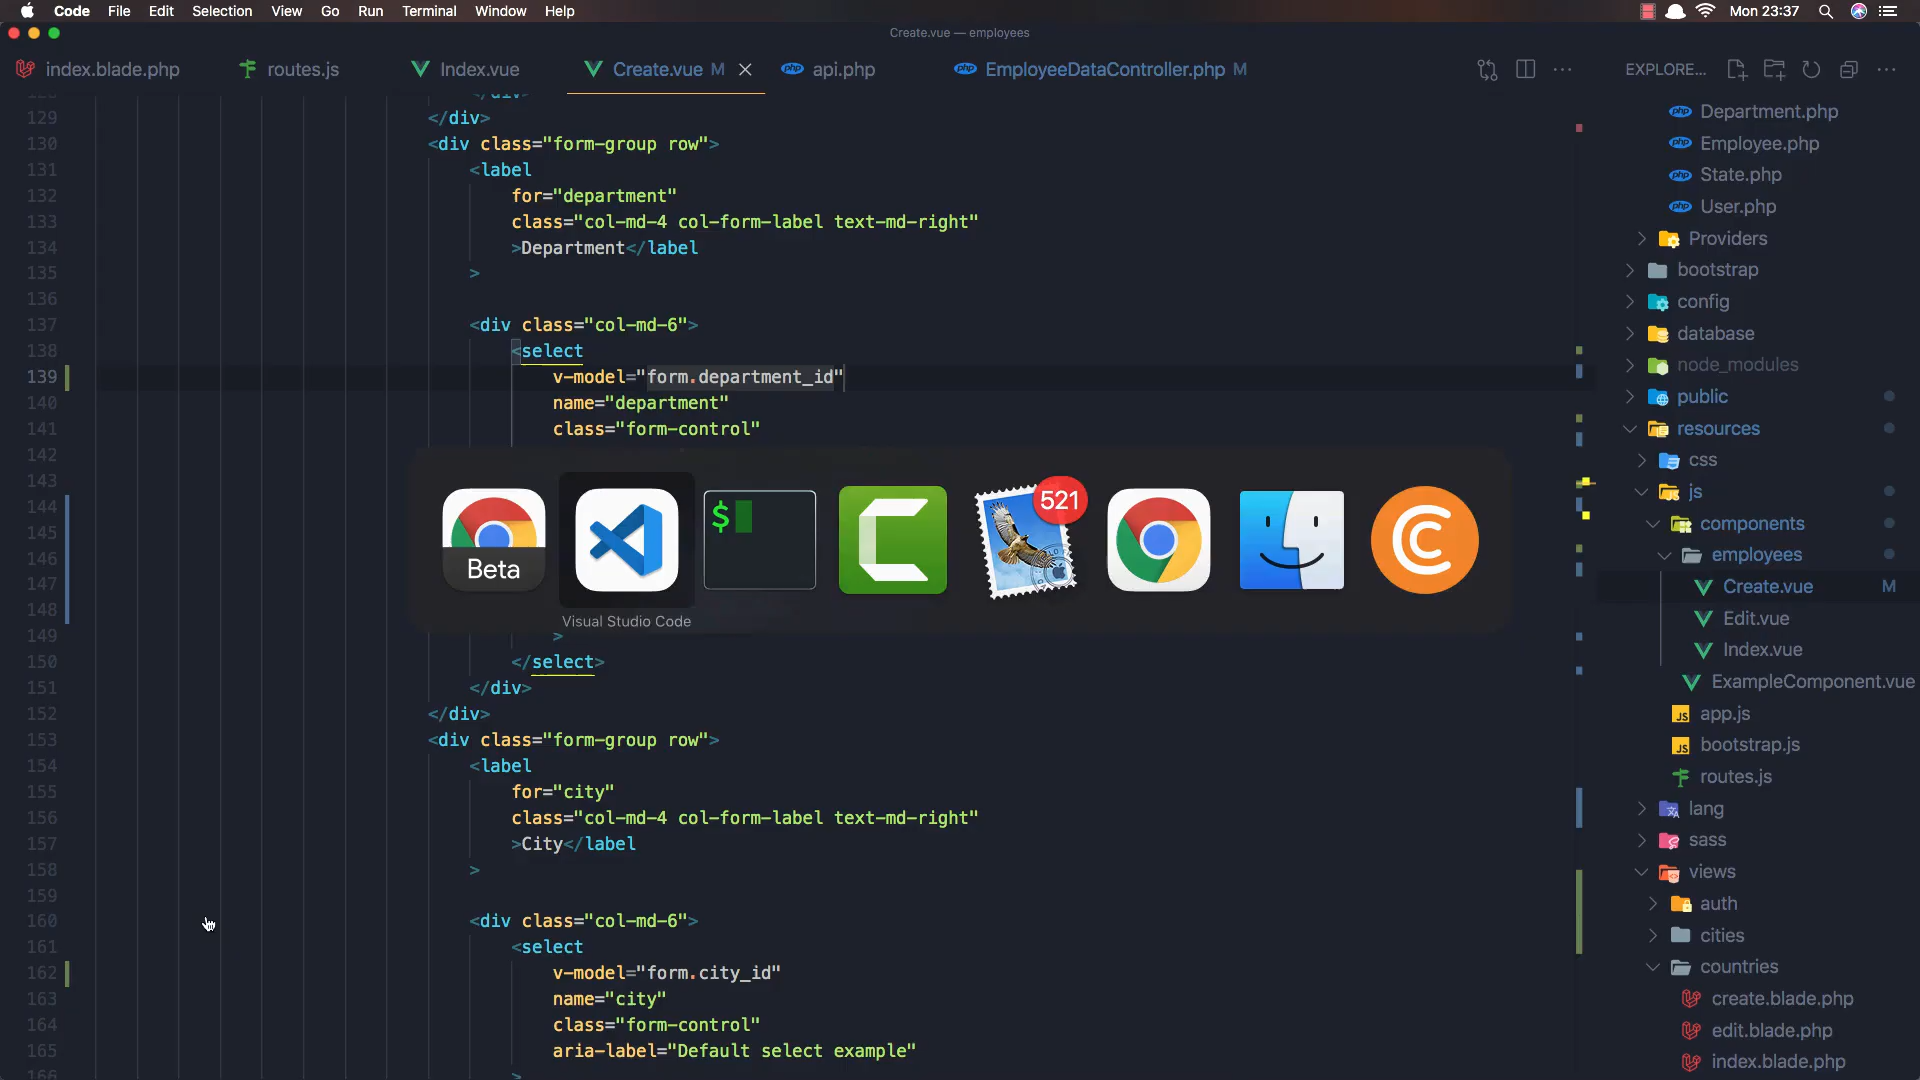 Code File Edit Selection View Go Run Terminal Window Help
Mon 23:37
Create.vue — employees
index.blade.php
routes.js
Index.vue
Create.vue M
api.php
EmployeeDataController.php M
EXPLORE...
129 </div>
130 <div class="form-group row">
131 <label
132 for="department"
133 class="col-md-4 col-form-label text-md-right"
134 >Department</label
135 >
136
137 <div class="col-md-6">
138 <select
139 v-model="form.department_id"
140 name="department"
141 class="form-control"
142
143
144
145
146
147
148
149 >
150 </select>
151 </div>
152 </div>
153 <div class="form-group row">
154 <label
155 for="city"
156 class="col-md-4 col-form-label text-md-right"
157 >City</label
158 >
159
160 <div class="col-md-6">
161 <select
162 v-model="form.city_id"
163 name="city"
164 class="form-control"
165 aria-label="Default select example"
166 >
Beta
$
521
Visual Studio Code
Department.php
Employee.php
State.php
User.php
Providers
bootstrap
config
database
node_modules
public
resources
css
js
components
employees
Create.vue M
Edit.vue
Index.vue
ExampleComponent.vue
app.js
bootstrap.js
routes.js
lang
sass
views
auth
cities
countries
create.blade.php
edit.blade.php
index.blade.php